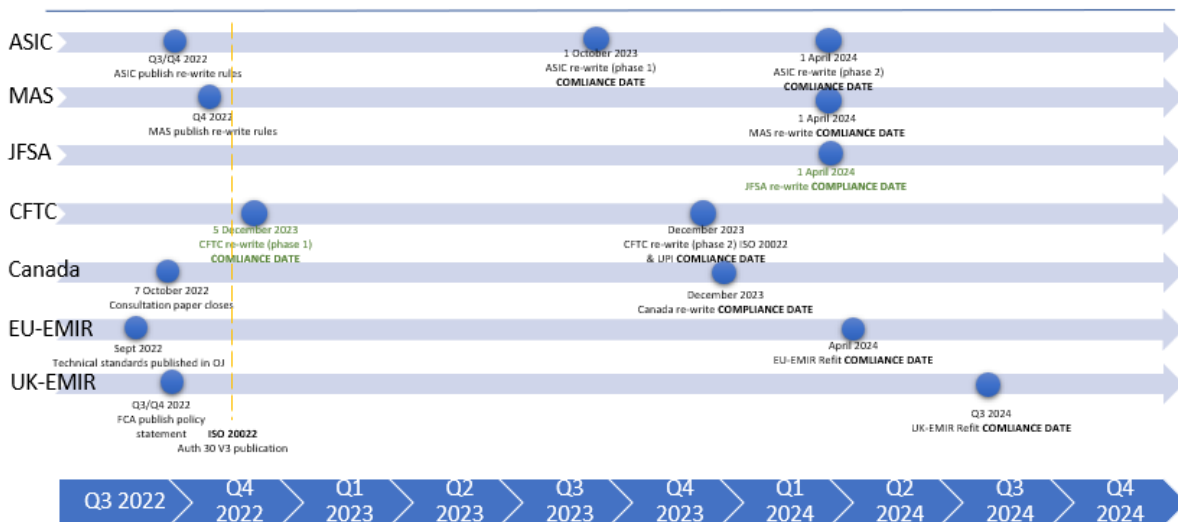 ASIC
Q3/Q4 2022
ASIC publish re-write rules
1 October 2023
ASIC re-write (phase 1)
COMLIANCE DATE
1 April 2024
ASIC re-write (phase 2)
COMLIANCE DATE
MAS
Q4 2022
MAS publish re-write rules
1 April 2024
MAS re-write COMLIANCE DATE
JFSA
1 April 2024
JFSA re-write COMPLIANCE DATE
CFTC
5 December 2023
CFTC re-write (phase 1)
COMLIANCE DATE
December 2023
CFTC re-write (phase 2) ISO 20022
& UPI COMLIANCE DATE
Canada
7 October 2022
Consultation paper closes
December 2023
Canada re-write COMPLIANCE DATE
EU-EMIR
Sept 2022
Technical standards published in OJ
April 2024
EU-EMIR Refit COMLIANCE DATE
UK-EMIR
Q3/Q4 2022
FCA publish policy
statement
ISO 20022
Auth 30 V3 publication
Q3 2024
UK-EMIR Refit COMLIANCE DATE
Q3 2022
Q4
2022
Q1
2023
Q2
2023
Q3
2023
Q4
2023
Q1
2024
Q2
2024
Q3
2024
Q4
2024